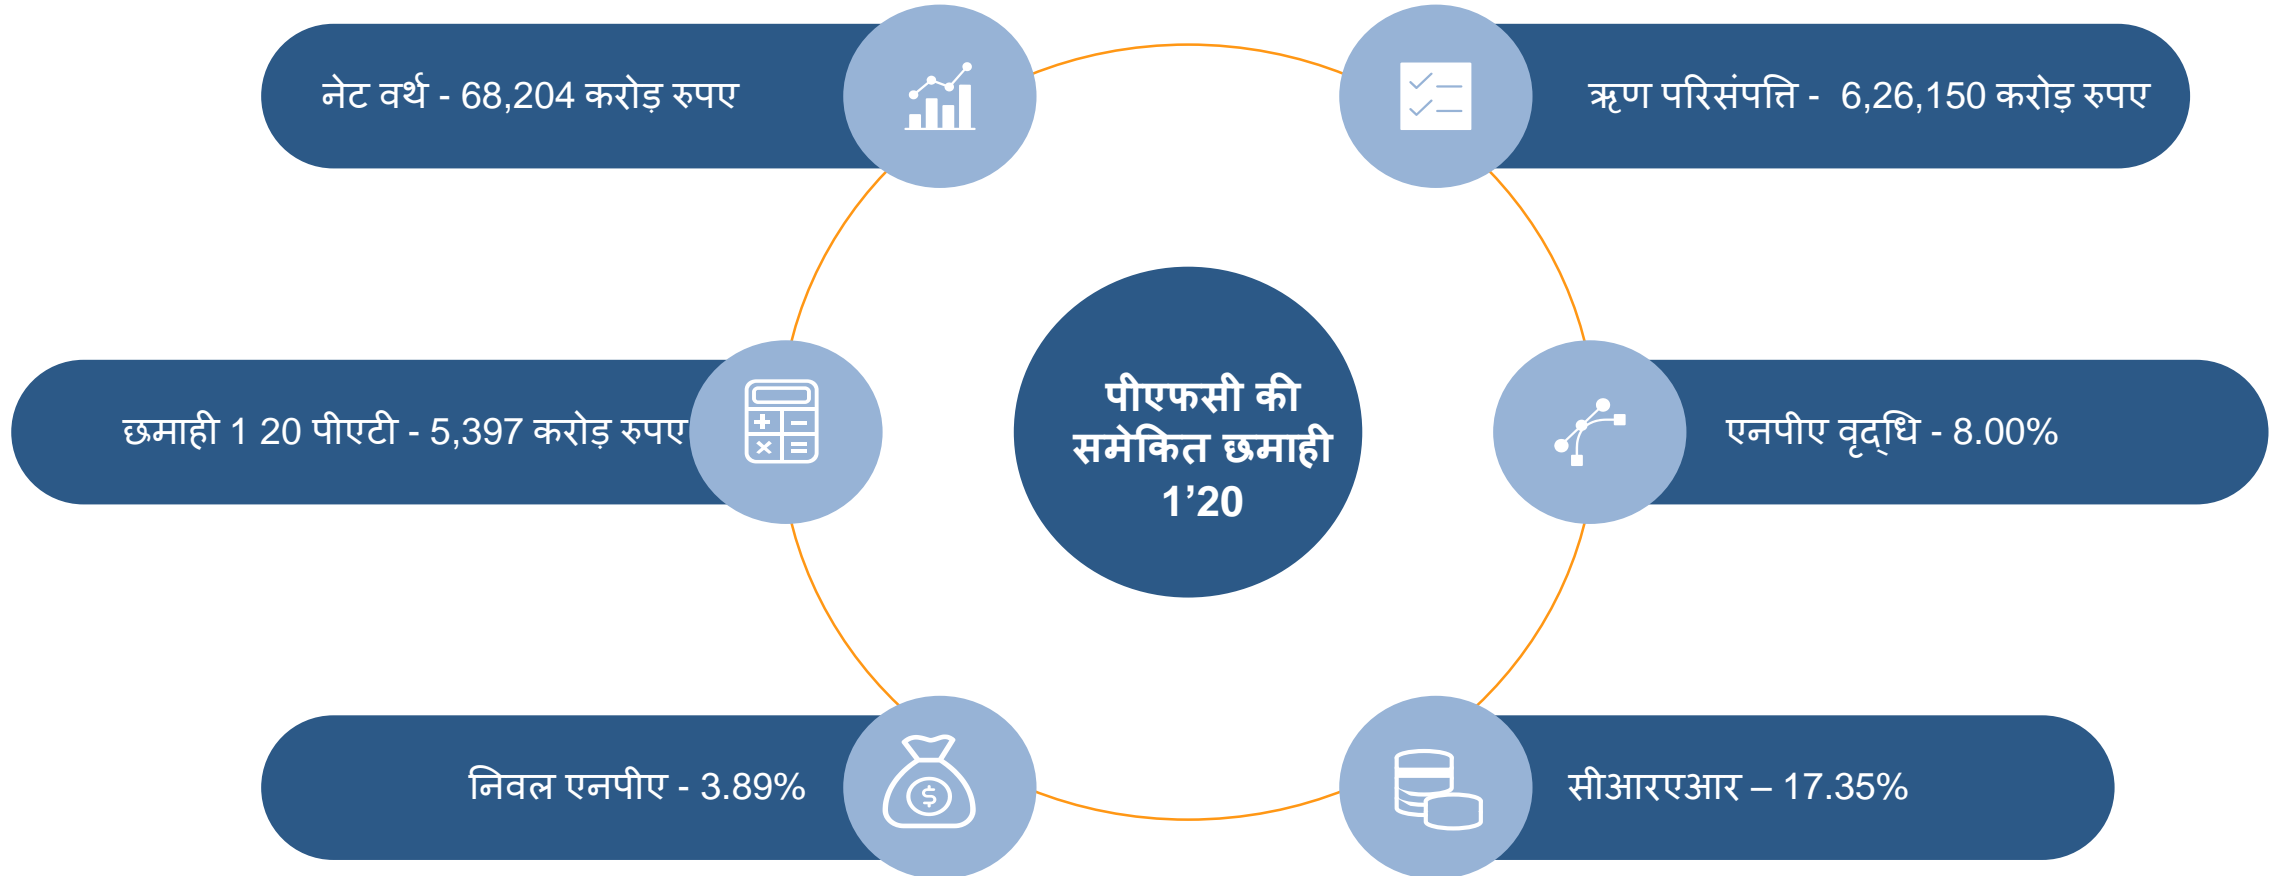 नेट वर्थ - 68,204 करोड़ रुपए
ऋण परिसंपत्ति - 6,26,150 करोड़ रुपए
छमाही 1 20 पीएटी - 5,397 करोड़ रुपए
पीएफसी की
समेकित छमाही
1’20
एनपीए वृद्धि - 8.00%
निवल एनपीए - 3.89%
सीआरएआर – 17.35%